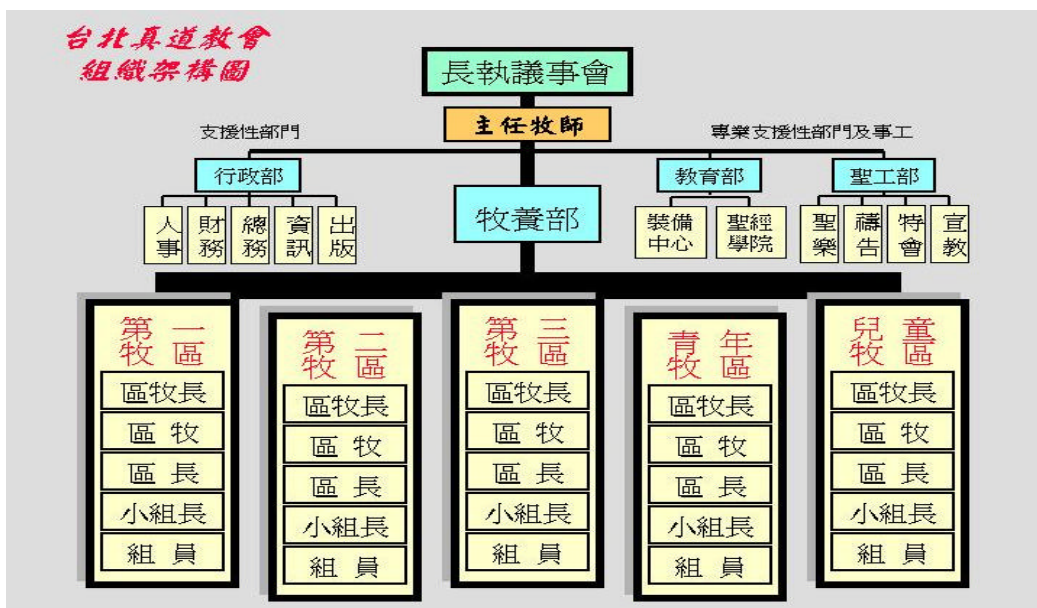 台北真道教會
組織架構圖
長執議事會
主任牧師
支援性部門
專業支援性部門及事工
行政部
教育部
聖工部
牧養部
人事
財務
總務
資訊
出版
裝備
中心
聖經
學院
聖樂
禱告
特會
宣教
第一
牧區
區牧長
區牧
區長
小組長
組員
第二
牧區
區牧長
區牧
區長
小組長
組員
第三
牧區
區牧長
區牧
區長
小組長
組員
青年
牧區
區牧長
區牧
區長
小組長
組員
兒童
牧區
區牧長
區牧
區長
小組長
組員